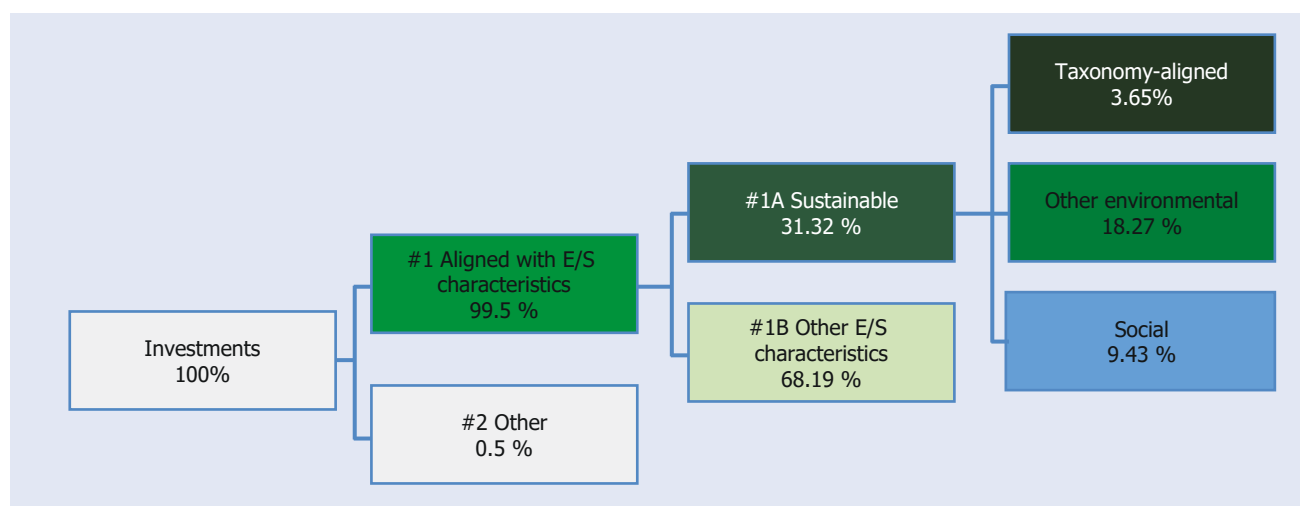 Investments
100%
#1 Aligned with E/S
characteristics
99.5 %
#2 Other
0.5 %
#1A Sustainable
31.32 %
#1B Other E/S
characteristics
68.19 %
Taxonomy-aligned
3.65%
Other environmental
18.27 %
Social
9.43 %